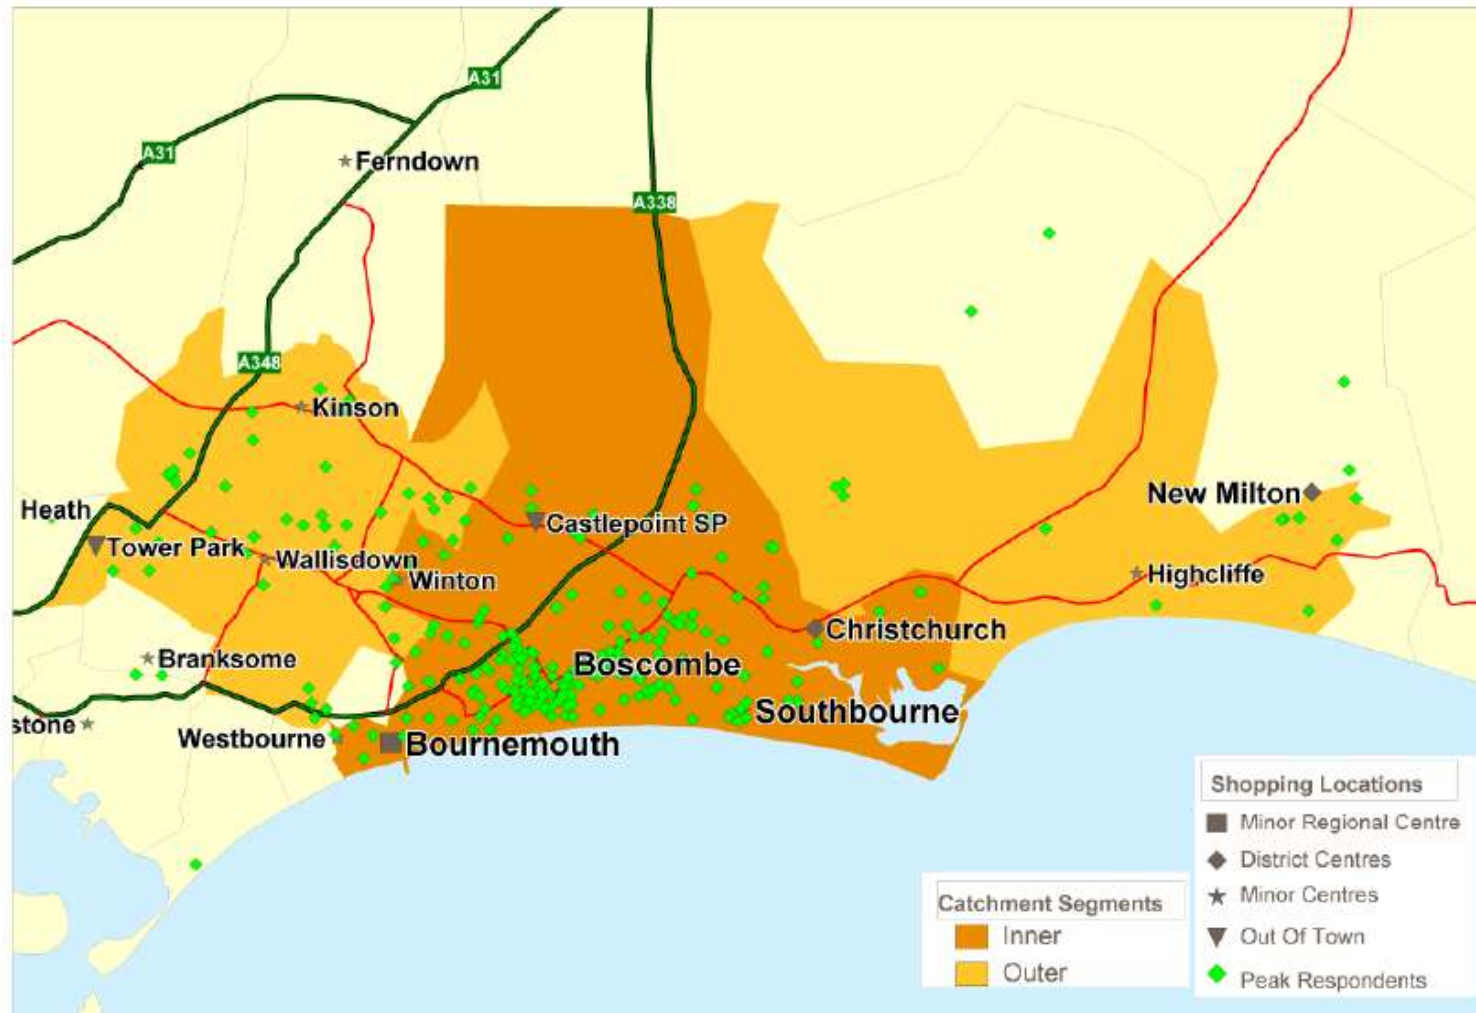 A31
A31
Ferndown
A338
A348
Kinson
New Milton
Heath
Castlepoint SP
Tower Park
Wallisdown
Winton
Highcliffe
Christchurch
Branksome
Boscombe
Southbourne
stone
Westbourne
Bournemouth
Catchment Segments
Inner
Outer
Shopping Locations
Minor Regional Centre
District Centres
Minor Centres
Out Of Town
Peak Respondents